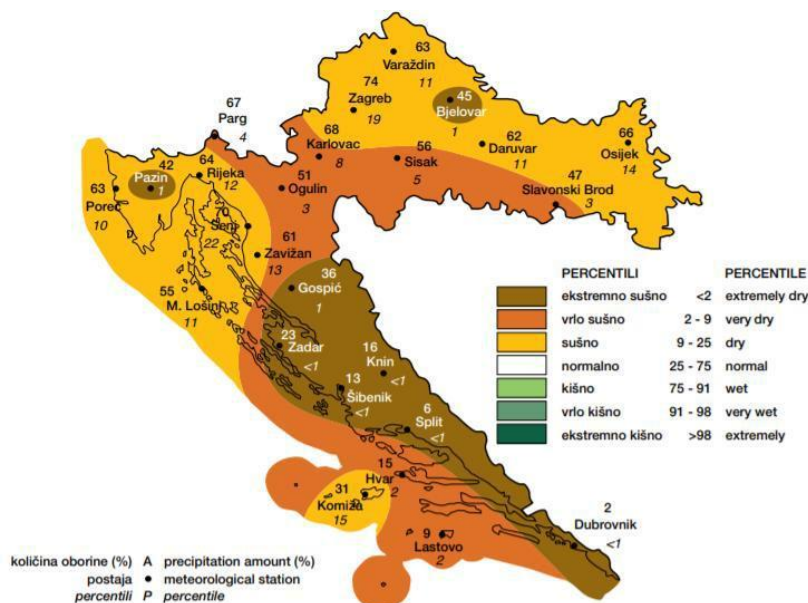 63
Varaždin
11
74
Zagreb
19
45
Bjelovar
1
67
Parg
4
68
Karlovac
8
56
Sisak
5
62
Daruvar
11
66
Osijek
14
42
Pazin
1
64
Rijeka
12
63
Poreč
10
51
Ogulin
3
47
Slavonski Brod
3
Senj
22
61
Zavižan
13
55
M. Lošinj
11
36
Gospić
1
23
Zadar
<1
16
Knin
<1
13
Šibenik
<1
6
Split
<1
15
Hvar
2
31
Komiža
15
9
Lastovo
2
2
Dubrovnik
<1
PERCENTILI PERCENTILE
ekstremno sušno <2 extremely dry
vrlo sušno 2 - 9 very dry
sušno 9 - 25 dry
normalno 25 - 75 normal
kišno 75 - 91 wet
vrlo kišno 91 - 98 very wet
ekstremno kišno >98 extremely
količina oborine (%) A precipitation amount (%)
postaja ● meteorological station
percentili P percentile